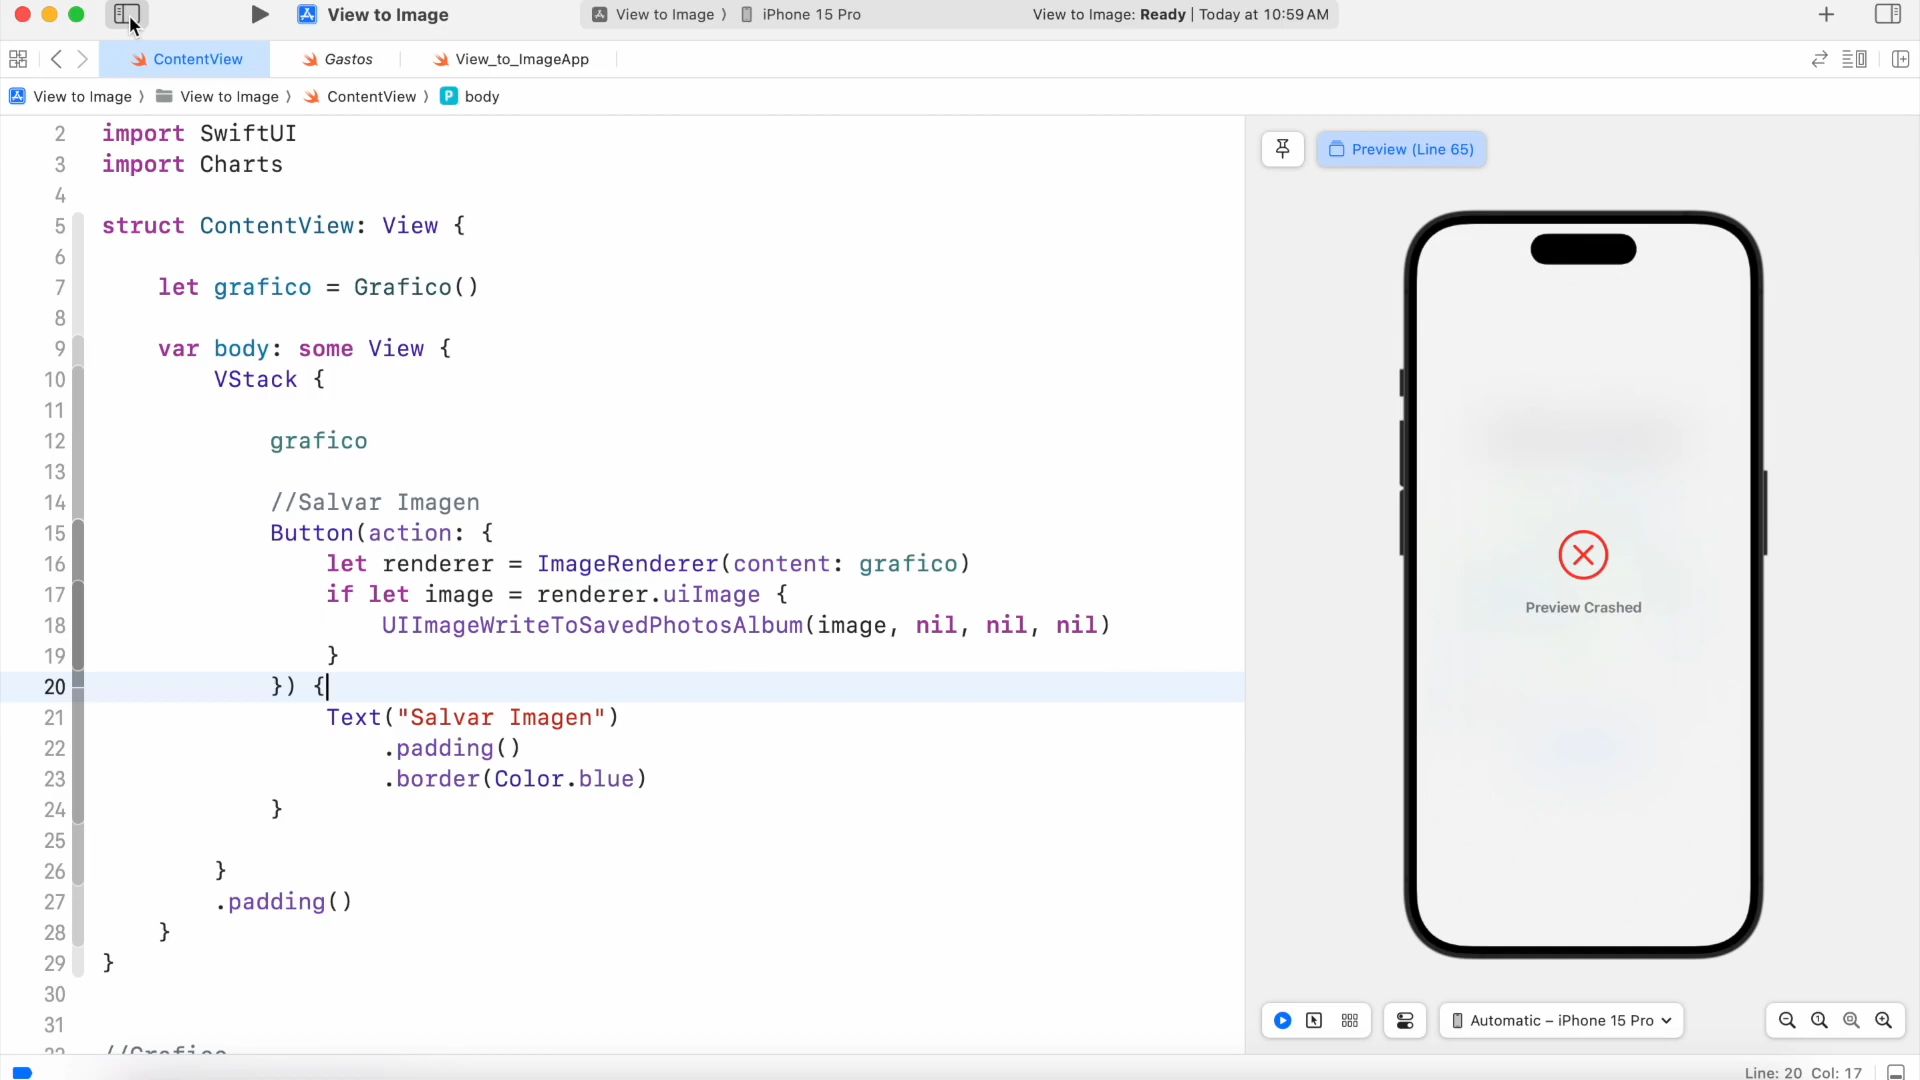 View to Image
View to Image ⟩ iPhone 15 Pro
View to Image: Ready | Today at 10:59 AM
ContentView
Gastos
View_to_ImageApp
View to Image ⟩ View to Image ⟩ ContentView ⟩ P body
2 import SwiftUI
3 import Charts
4
5 struct ContentView: View {
6
7 let grafico = Grafico()
8
9 var body: some View {
10 VStack {
11
12 grafico
13
14 //Salvar Imagen
15 Button(action: {
16 let renderer = ImageRenderer(content: grafico)
17 if let image = renderer.uiImage {
18 UIImageWriteToSavedPhotosAlbum(image, nil, nil, nil)
19 }
20 }) {
21 Text("Salvar Imagen")
22 .padding()
23 .border(Color.blue)
24 }
25
26 }
27 .padding()
28 }
29 }
30
31
Preview (Line 65)
Preview Crashed
Automatic – iPhone 15 Pro
Line: 20 Col: 17